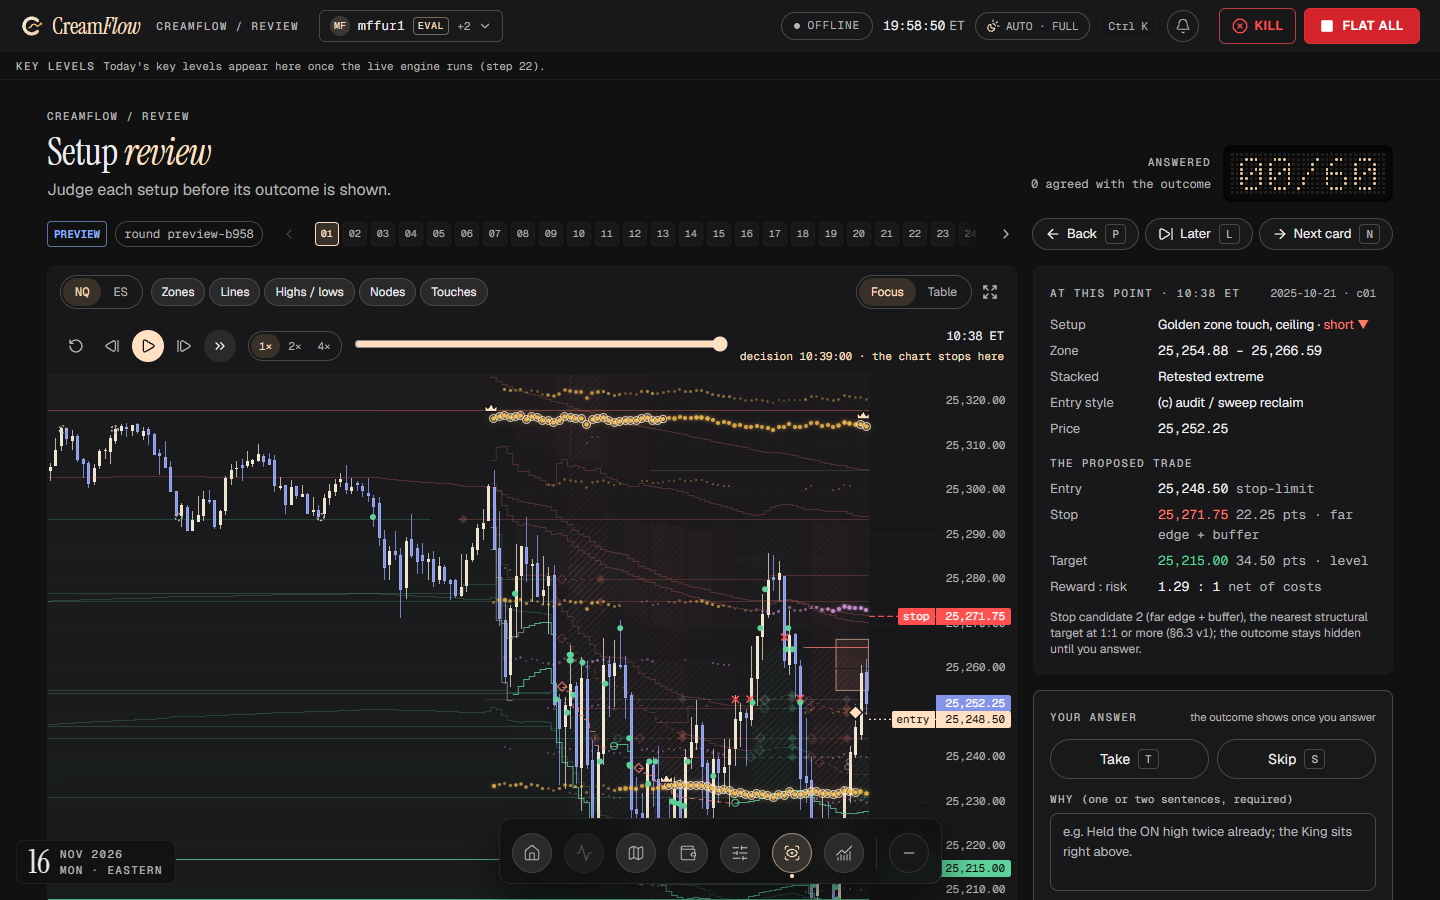 CreamFlow CREAMFLOW / REVIEW MF mffur1 EVAL +2 OFFLINE 19:58:50 ET AUTO · FULL Ctrl K KILL FLAT ALL
KEY LEVELS Today's key levels appear here once the live engine runs (step 22).
CREAMFLOW / REVIEW
Setup review
Judge each setup before its outcome is shown.
ANSWERED
0 agreed with the outcome
00/60
PREVIEW round preview-b958 01 02 03 04 05 06 07 08 09 10 11 12 13 14 15 16 17 18 19 20 21 22 23 24
Back P Later L Next card N
NQ ES Zones Lines Highs / lows Nodes Touches Focus Table
1× 2× 4× 10:38 ET
decision 10:39:00 · the chart stops here
25,320.00
25,310.00
25,300.00
25,290.00
25,280.00
stop 25,271.75
25,260.00
25,252.25
entry 25,248.50
25,240.00
25,230.00
25,220.00
25,215.00
25,210.00
16 NOV 2026
MON · EASTERN
AT THIS POINT · 10:38 ET 2025-10-21 · c01
Setup Golden zone touch, ceiling · short ▼
Zone 25,254.88 – 25,266.59
Stacked Retested extreme
Entry style (c) audit / sweep reclaim
Price 25,252.25
THE PROPOSED TRADE
Entry 25,248.50 stop-limit
Stop 25,271.75 22.25 pts · far
edge + buffer
Target 25,215.00 34.50 pts · level
Reward : risk 1.29 : 1 net of costs
Stop candidate 2 (far edge + buffer), the nearest structural
target at 1:1 or more (§6.3 v1); the outcome stays hidden
until you answer.
YOUR ANSWER the outcome shows once you answer
Take T Skip S
WHY (one or two sentences, required)
e.g. Held the ON high twice already; the King sits
right above.